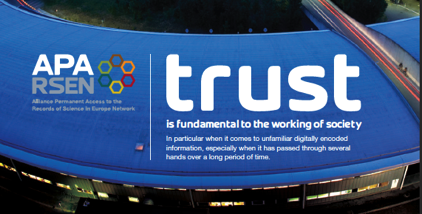 APA
RSEN
Alliance Permanent Access to the
Records of Science in Europe Network
trust
is fundamental to the working of society
In particular when it comes to unfamiliar digitally encoded
information, especially when it has passed through several
hands over a long period of time.